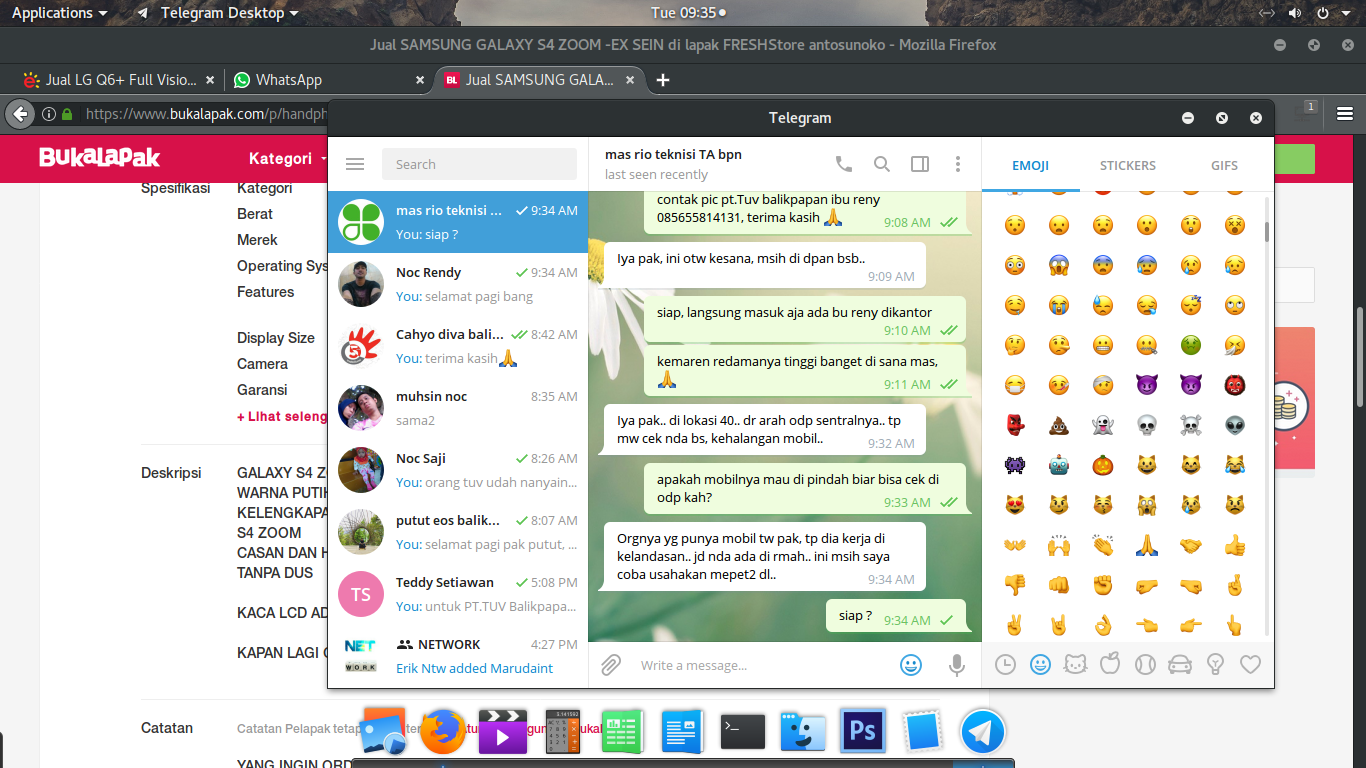 Applications
Telegram Desktop
Tue 09:35
Jual SAMSUNG GALAXY S4 ZOOM -EX SEIN di lapak FRESHStore antosunoko - Mozilla Firefox
Jual LG Q6+ Full Visio...
WhatsApp
BL Jual SAMSUNG GALA...
https://www.bukalapak.com/p/handph
1
BukaLapak
Kategori
Spesifikasi
Kategori
Berat
Merek
Operating Sys
Features
Display Size
Camera
Garansi
+ Lihat seleng
Deskripsi
GALAXY S4 ZO
WARNA PUTIH
KELENGKAPA
S4 ZOOM
CASAN DAN H
TANPA DUS
KACA LCD AD
KAPAN LAGI
Catatan
Catatan Pelapak tetap
YANG INGIN ORD
Telegram
Search
mas rio teknisi ... 9:34 AM
You: siap ?
Noc Rendy 9:34 AM
You: selamat pagi bang
Cahyo diva bali... 8:42 AM
You: terima kasih🙏
muhsin noc 8:35 AM
sama2
Noc Saji 8:26 AM
You: orang tuv udah nanyain...
putut eos balik... 8:07 AM
You: selamat pagi pak putut, ...
TS
Teddy Setiawan 5:08 PM
You: untuk PT.TUV Balikpapa...
NET
WORK
NETWORK 4:27 PM
Erik Ntw added Marudaint
mas rio teknisi TA bpn
last seen recently
contak pic pt.Tuv balikpapan ibu reny
085655814131, terima kasih 🙏
9:08 AM
Iya pak, ini otw kesana, msih di dpan bsb..
9:09 AM
siap, langsung masuk aja ada bu reny dikantor
9:10 AM
kemaren redamanya tinggi banget di sana mas,
🙏
9:11 AM
Iya pak.. di lokasi 40.. dr arah odp sentralnya.. tp
mw cek nda bs, kehalangan mobil..
9:32 AM
apakah mobilnya mau di pindah biar bisa cek di
odp kah?
9:33 AM
Orgnya yg punya mobil tw pak, tp dia kerja di
kelandasan.. jd nda ada di rmah.. ini msih saya
coba usahakan mepet2 dl..
9:34 AM
siap ?
9:34 AM
Write a message...
EMOJI
STICKERS
GIFS
Ps